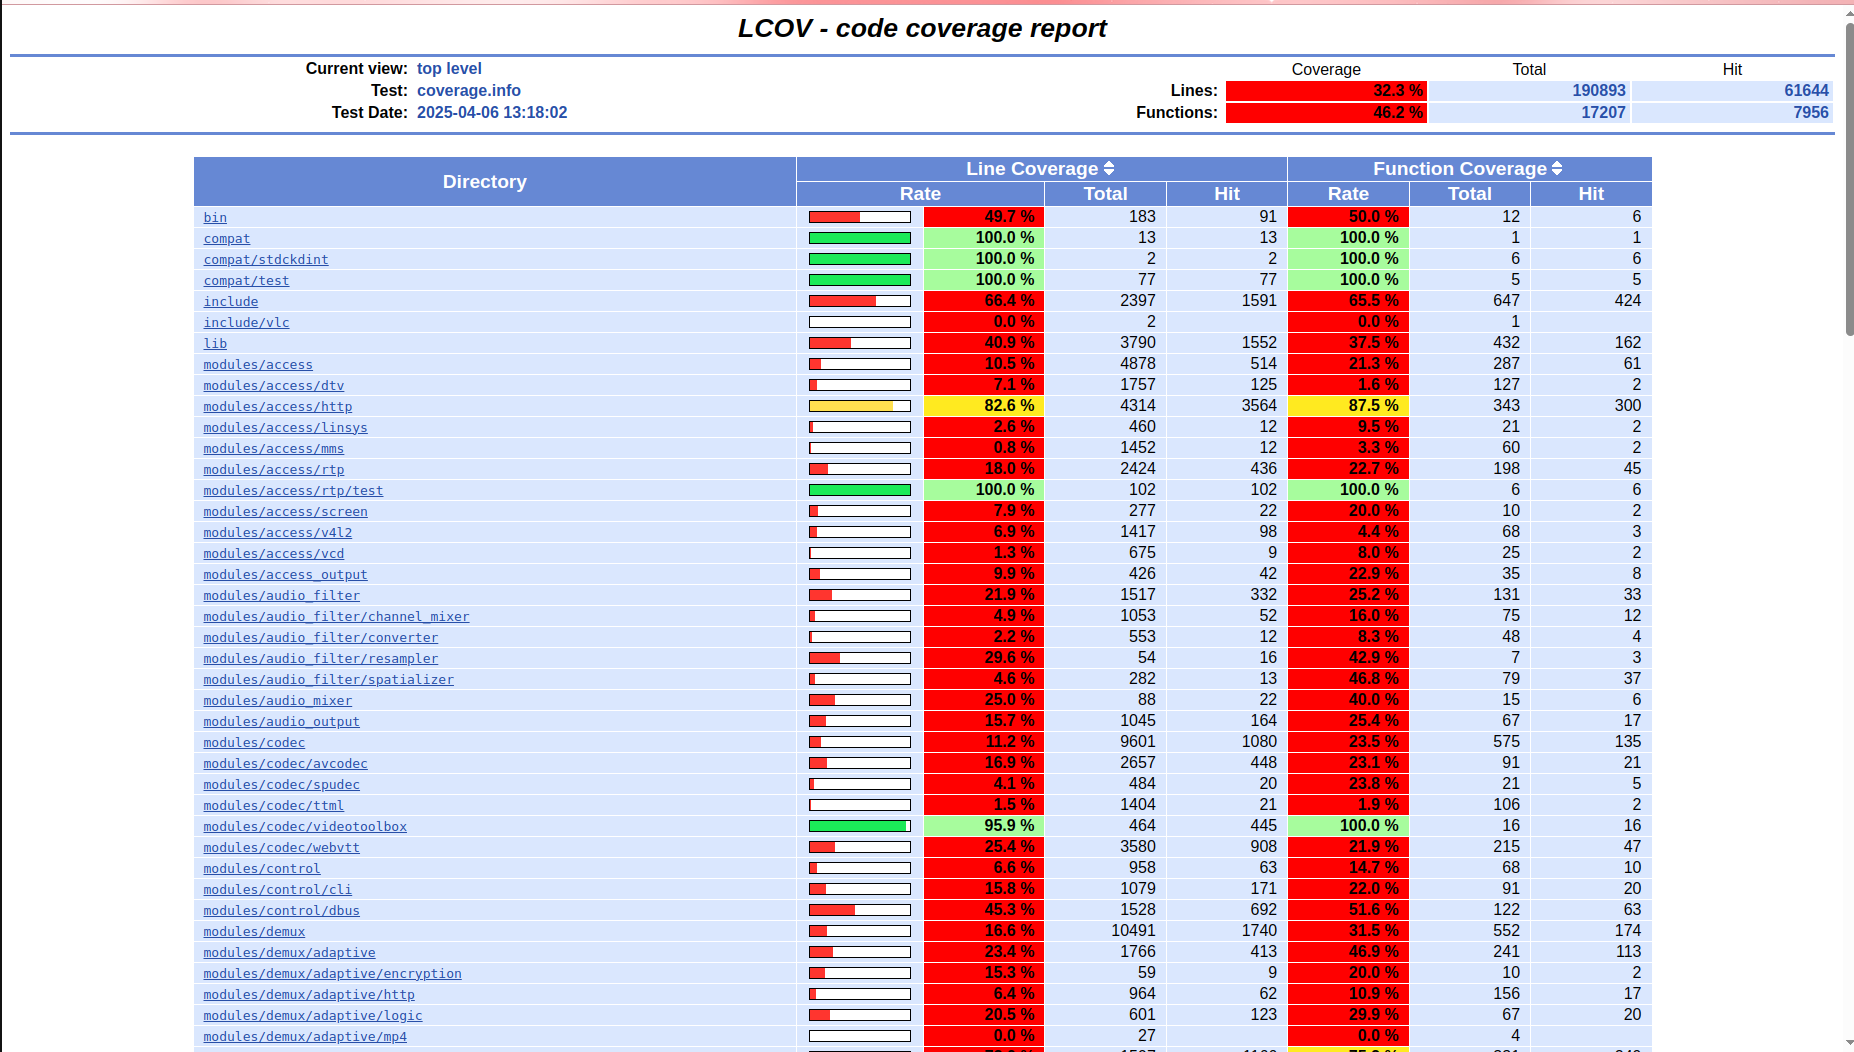 LCOV - code coverage report
Current view: top level
Coverage Total Hit
Test: coverage.info
Lines: 32.3 % 190893 61644
Test Date: 2025-04-06 13:18:02
Functions: 46.2 % 17207 7956
Directory Line Coverage Function Coverage
Rate Total Hit Rate Total Hit
bin 49.7 % 183 91 50.0 % 12 6
compat 100.0 % 13 13 100.0 % 1 1
compat/stdckdint 100.0 % 2 2 100.0 % 6 6
compat/test 100.0 % 77 77 100.0 % 5 5
include 66.4 % 2397 1591 65.5 % 647 424
include/vlc 0.0 % 2 0.0 % 1
lib 40.9 % 3790 1552 37.5 % 432 162
modules/access 10.5 % 4878 514 21.3 % 287 61
modules/access/dtv 7.1 % 1757 125 1.6 % 127 2
modules/access/http 82.6 % 4314 3564 87.5 % 343 300
modules/access/linsys 2.6 % 460 12 9.5 % 21 2
modules/access/mms 0.8 % 1452 12 3.3 % 60 2
modules/access/rtp 18.0 % 2424 436 22.7 % 198 45
modules/access/rtp/test 100.0 % 102 102 100.0 % 6 6
modules/access/screen 7.9 % 277 22 20.0 % 10 2
modules/access/v4l2 6.9 % 1417 98 4.4 % 68 3
modules/access/vcd 1.3 % 675 9 8.0 % 25 2
modules/access_output 9.9 % 426 42 22.9 % 35 8
modules/audio_filter 21.9 % 1517 332 25.2 % 131 33
modules/audio_filter/channel_mixer 4.9 % 1053 52 16.0 % 75 12
modules/audio_filter/converter 2.2 % 553 12 8.3 % 48 4
modules/audio_filter/resampler 29.6 % 54 16 42.9 % 7 3
modules/audio_filter/spatializer 4.6 % 282 13 46.8 % 79 37
modules/audio_mixer 25.0 % 88 22 40.0 % 15 6
modules/audio_output 15.7 % 1045 164 25.4 % 67 17
modules/codec 11.2 % 9601 1080 23.5 % 575 135
modules/codec/avcodec 16.9 % 2657 448 23.1 % 91 21
modules/codec/spudec 4.1 % 484 20 23.8 % 21 5
modules/codec/ttml 1.5 % 1404 21 1.9 % 106 2
modules/codec/videotoolbox 95.9 % 464 445 100.0 % 16 16
modules/codec/webvtt 25.4 % 3580 908 21.9 % 215 47
modules/control 6.6 % 958 63 14.7 % 68 10
modules/control/cli 15.8 % 1079 171 22.0 % 91 20
modules/control/dbus 45.3 % 1528 692 51.6 % 122 63
modules/demux 16.6 % 10491 1740 31.5 % 552 174
modules/demux/adaptive 23.4 % 1766 413 46.9 % 241 113
modules/demux/adaptive/encryption 15.3 % 59 9 20.0 % 10 2
modules/demux/adaptive/http 6.4 % 964 62 10.9 % 156 17
modules/demux/adaptive/logic 20.5 % 601 123 29.9 % 67 20
modules/demux/adaptive/mp4 0.0 % 27 0.0 % 4